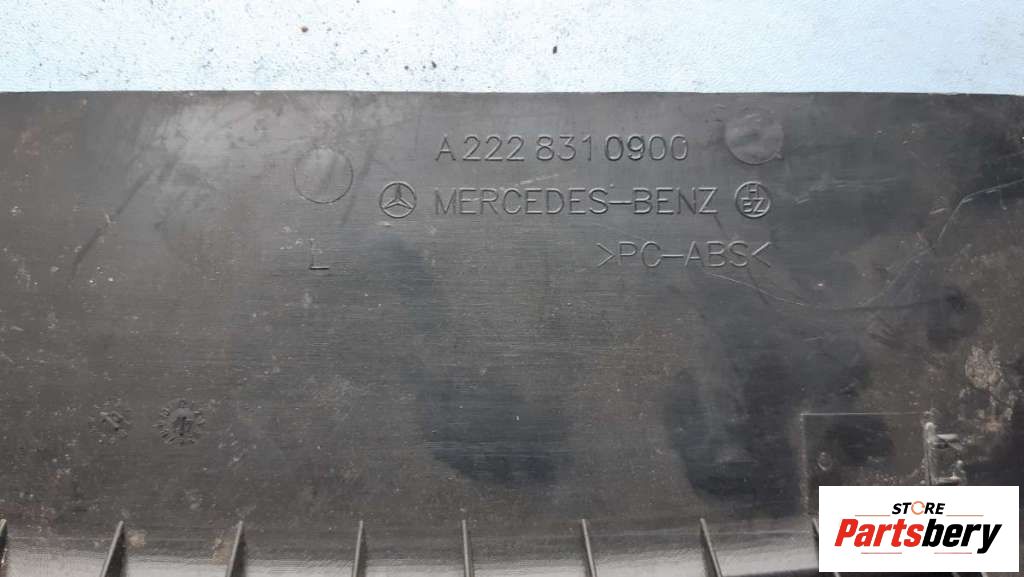 A 222 831 0900
MERCEDES-BENZ
L
>PC-ABS<
STORE
Partsbery